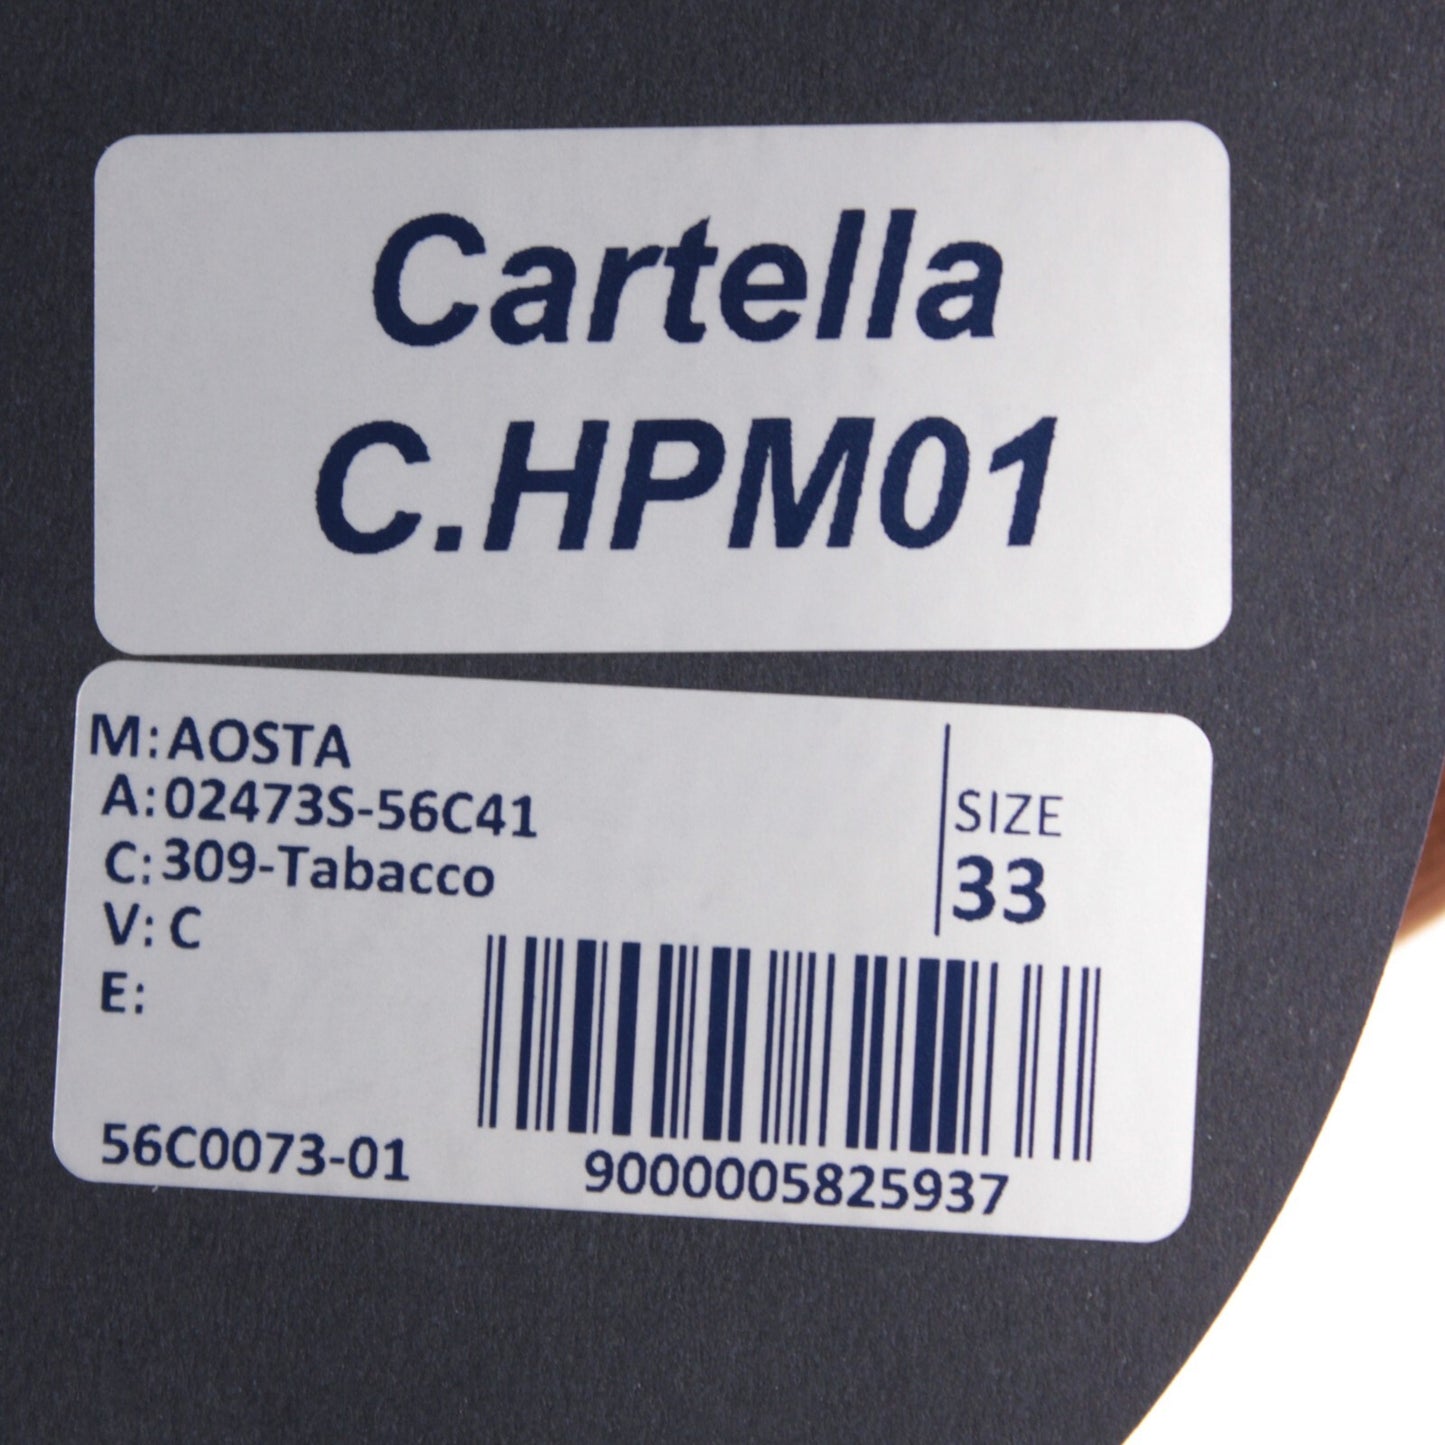 Cartella
C.HPM01
M: AOSTA
A: 02473S-56C41
C: 309-Tabacco
V: C
E:
SIZE
33
56C0073-01
9000005825937